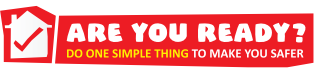 ARE YOU READY?
DO ONE SIMPLE THING TO MAKE YOU SAFER